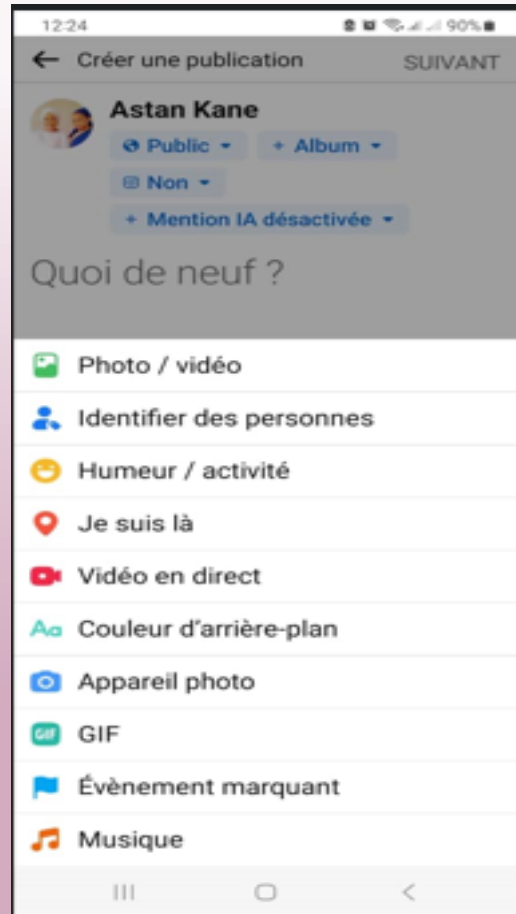 12:24 90%
Créer une publication SUIVANT
Astan Kane
Public + Album
Non
+ Mention IA désactivée
Quoi de neuf ?
Photo / vidéo
Identifier des personnes
Humeur / activité
Je suis là
Vidéo en direct
Aa Couleur d'arrière-plan
Appareil photo
GIF GIF
Évènement marquant
Musique